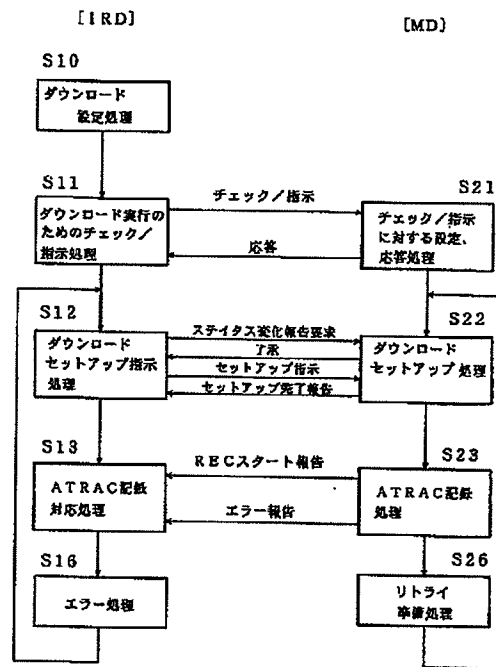 [IRD]
[MD]
S10
ダウンロード
設定処理
S11
ダウンロード実行の
ためのチェック/
指示処理
チェック/指示
応答
S21
チェック/指示
に対する設定、
応答処理
S12
ダウンロード
セットアップ指示
処理
ステイタス変化報告要求
了承
セットアップ指示
セットアップ完了報告
S22
ダウンロード
セットアップ処理
S13
ATRAC記録
対応処理
RECスタート報告
エラー報告
S23
ATRAC記録
処理
S16
エラー処理
S26
リトライ
準備処理